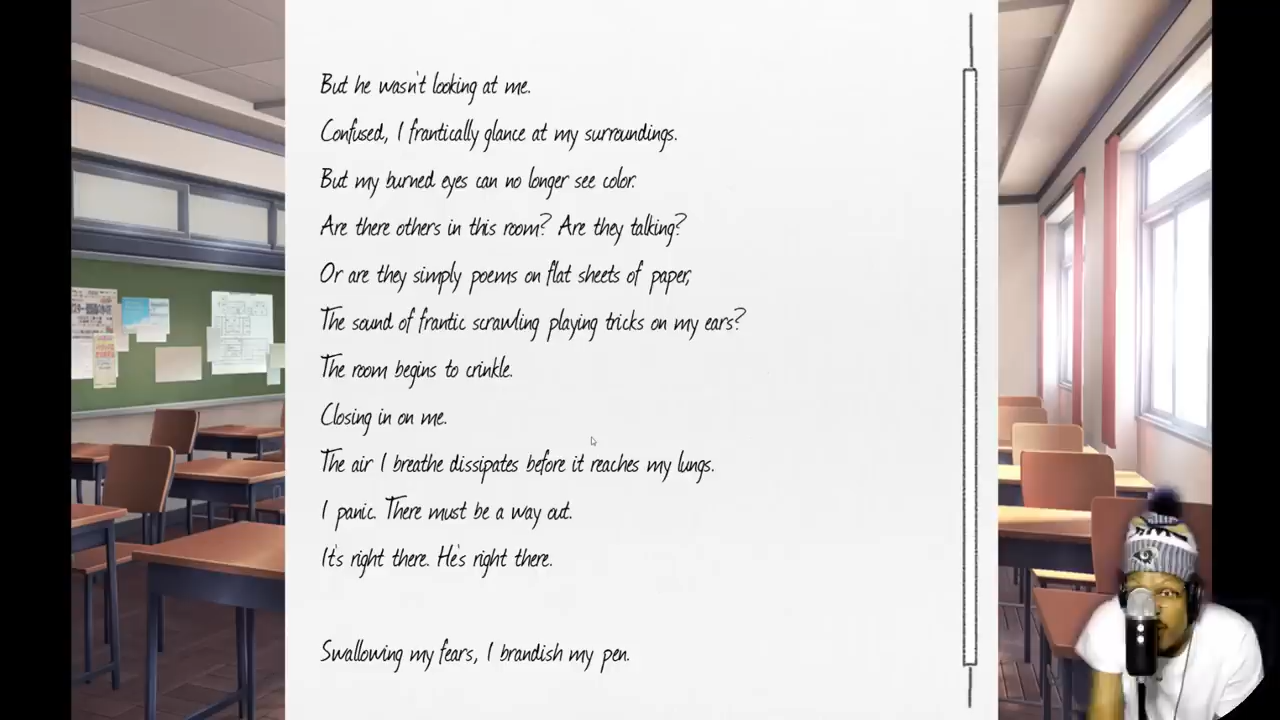 But he wasn't looking at me.
Confused, I frantically glance at my surroundings.
But my burned eyes can no longer see color.
Are there others in this room? Are they talking?
Or are they simply poems on flat sheets of paper,
The sound of frantic scrawling playing tricks on my ears?
The room begins to crinkle.
Closing in on me.
The air I breathe dissipates before it reaches my lungs.
I panic. There must be a way out.
It's right there. He's right there.
Swallowing my fears, I brandish my pen.